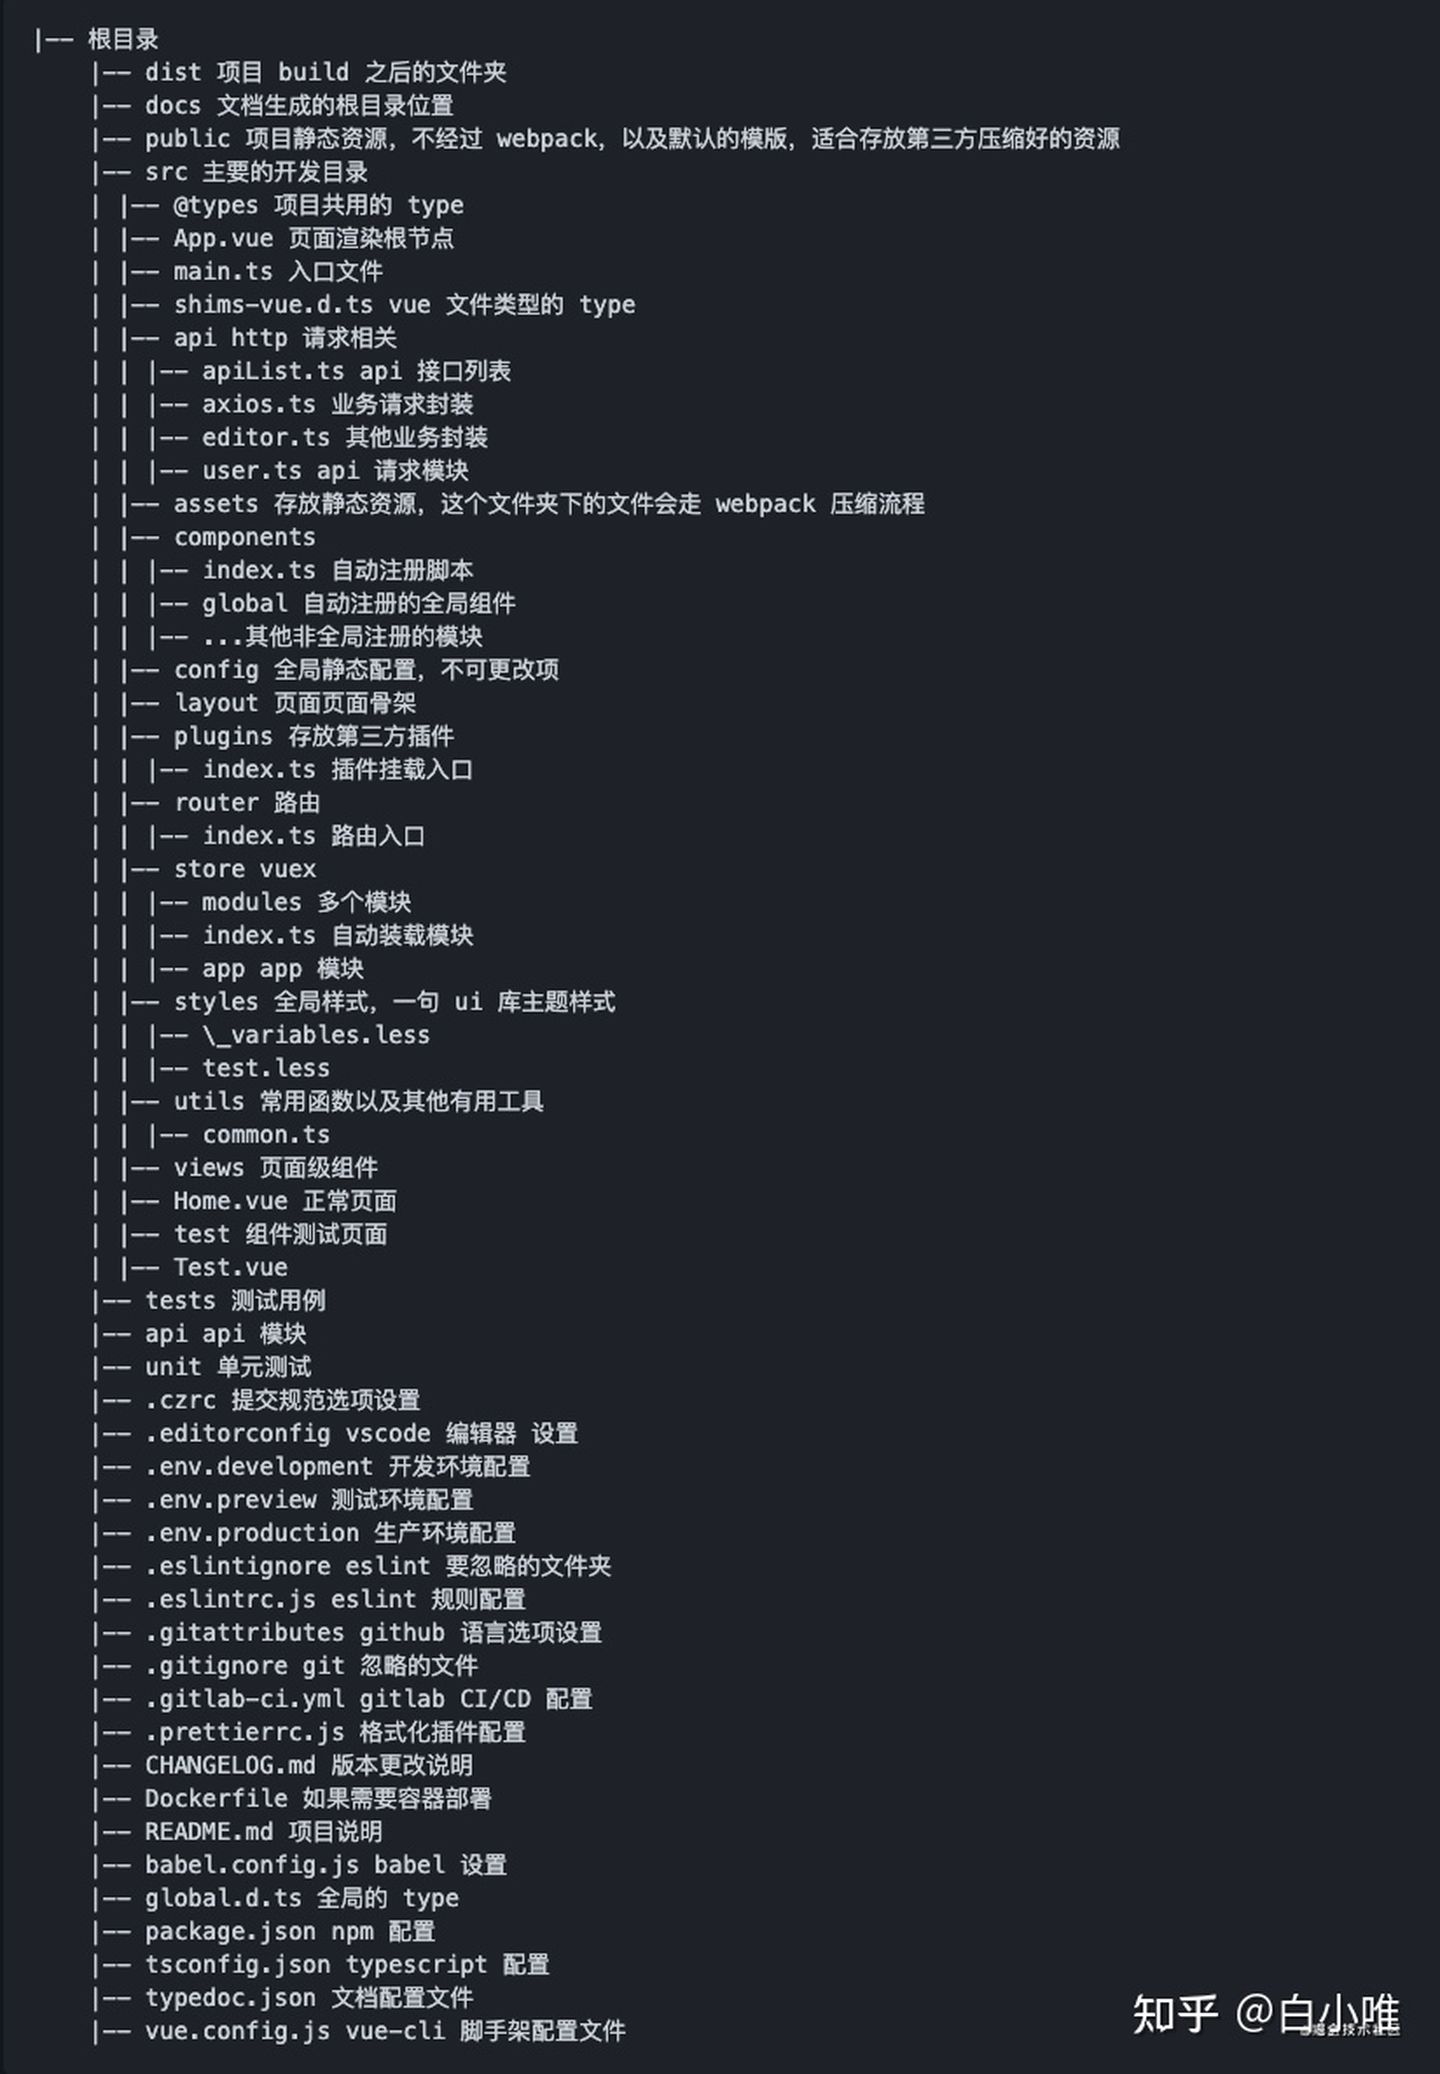 |—— 根目录
|—— dist 项目 build 之后的文件夹
|—— docs 文档生成的根目录位置
|—— public 项目静态资源，不经过 webpack，以及默认的模版，适合存放第三方压缩好的资源
|—— src 主要的开发目录
| |—— @types 项目共用的 type
| |—— App.vue 页面渲染根节点
| |—— main.ts 入口文件
| |—— shims-vue.d.ts vue 文件类型的 type
| |—— api http 请求相关
| | |—— apiList.ts api 接口列表
| | |—— axios.ts 业务请求封装
| | |—— editor.ts 其他业务封装
| | |—— user.ts api 请求模块
| |—— assets 存放静态资源，这个文件夹下的文件会走 webpack 压缩流程
| |—— components
| | |—— index.ts 自动注册脚本
| | |—— global 自动注册的全局组件
| | |—— ...其他非全局注册的模块
| |—— config 全局静态配置，不可更改项
| |—— layout 页面页面骨架
| |—— plugins 存放第三方插件
| | |—— index.ts 插件挂载入口
| |—— router 路由
| | |—— index.ts 路由入口
| |—— store vuex
| | |—— modules 多个模块
| | |—— index.ts 自动装载模块
| | |—— app app 模块
| |—— styles 全局样式，一句 ui 库主题样式
| | |—— \_variables.less
| | |—— test.less
| |—— utils 常用函数以及其他有用工具
| | |—— common.ts
| |—— views 页面级组件
| |—— Home.vue 正常页面
| |—— test 组件测试页面
| |—— Test.vue
|—— tests 测试用例
|—— api api 模块
|—— unit 单元测试
|—— .czrc 提交规范选项设置
|—— .editorconfig vscode 编辑器 设置
|—— .env.development 开发环境配置
|—— .env.preview 测试环境配置
|—— .env.production 生产环境配置
|—— .eslintignore eslint 要忽略的文件夹
|—— .eslintrc.js eslint 规则配置
|—— .gitattributes github 语言选项设置
|—— .gitignore git 忽略的文件
|—— .gitlab-ci.yml gitlab CI/CD 配置
|—— .prettierrc.js 格式化插件配置
|—— CHANGELOG.md 版本更改说明
|—— Dockerfile 如果需要容器部署
|—— README.md 项目说明
|—— babel.config.js babel 设置
|—— global.d.ts 全局的 type
|—— package.json npm 配置
|—— tsconfig.json typescript 配置
|—— typedoc.json 文档配置文件
|—— vue.config.js vue-cli 脚手架配置文件
知乎 @白小唯